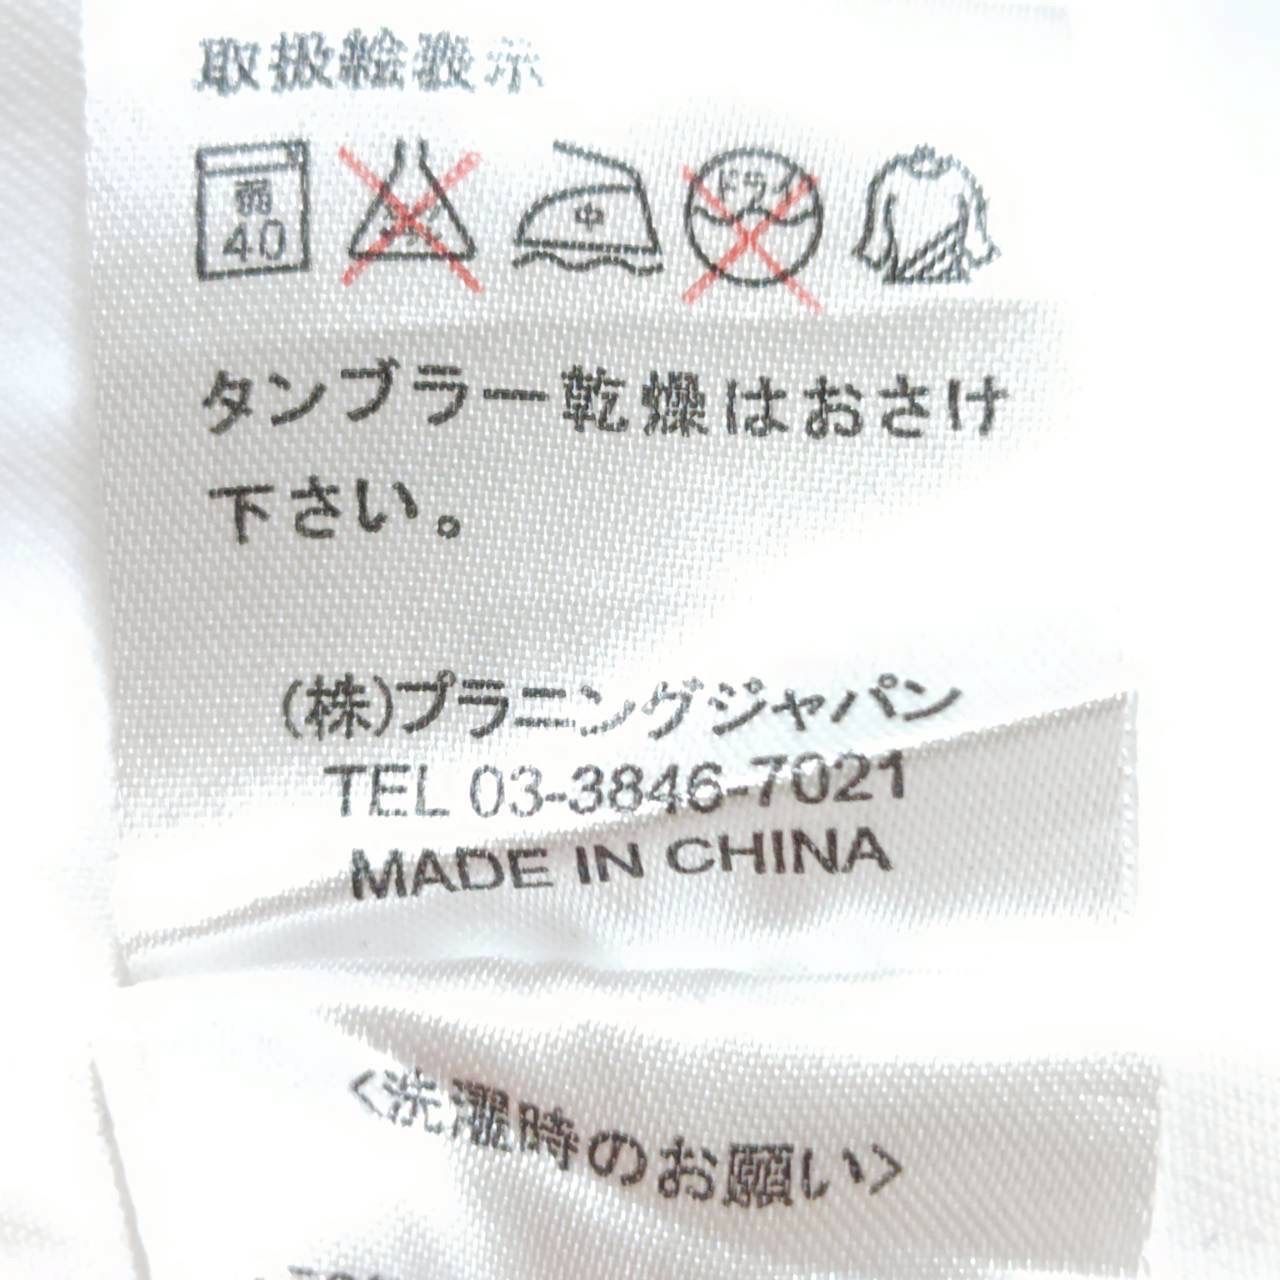 取扱絵表示
弱
40
中
ドライ
タンブラー乾燥はおさけ
下さい。
(株)プラニングジャパン
TEL 03-3846-7021
MADE IN CHINA
<洗濯時のお願い>